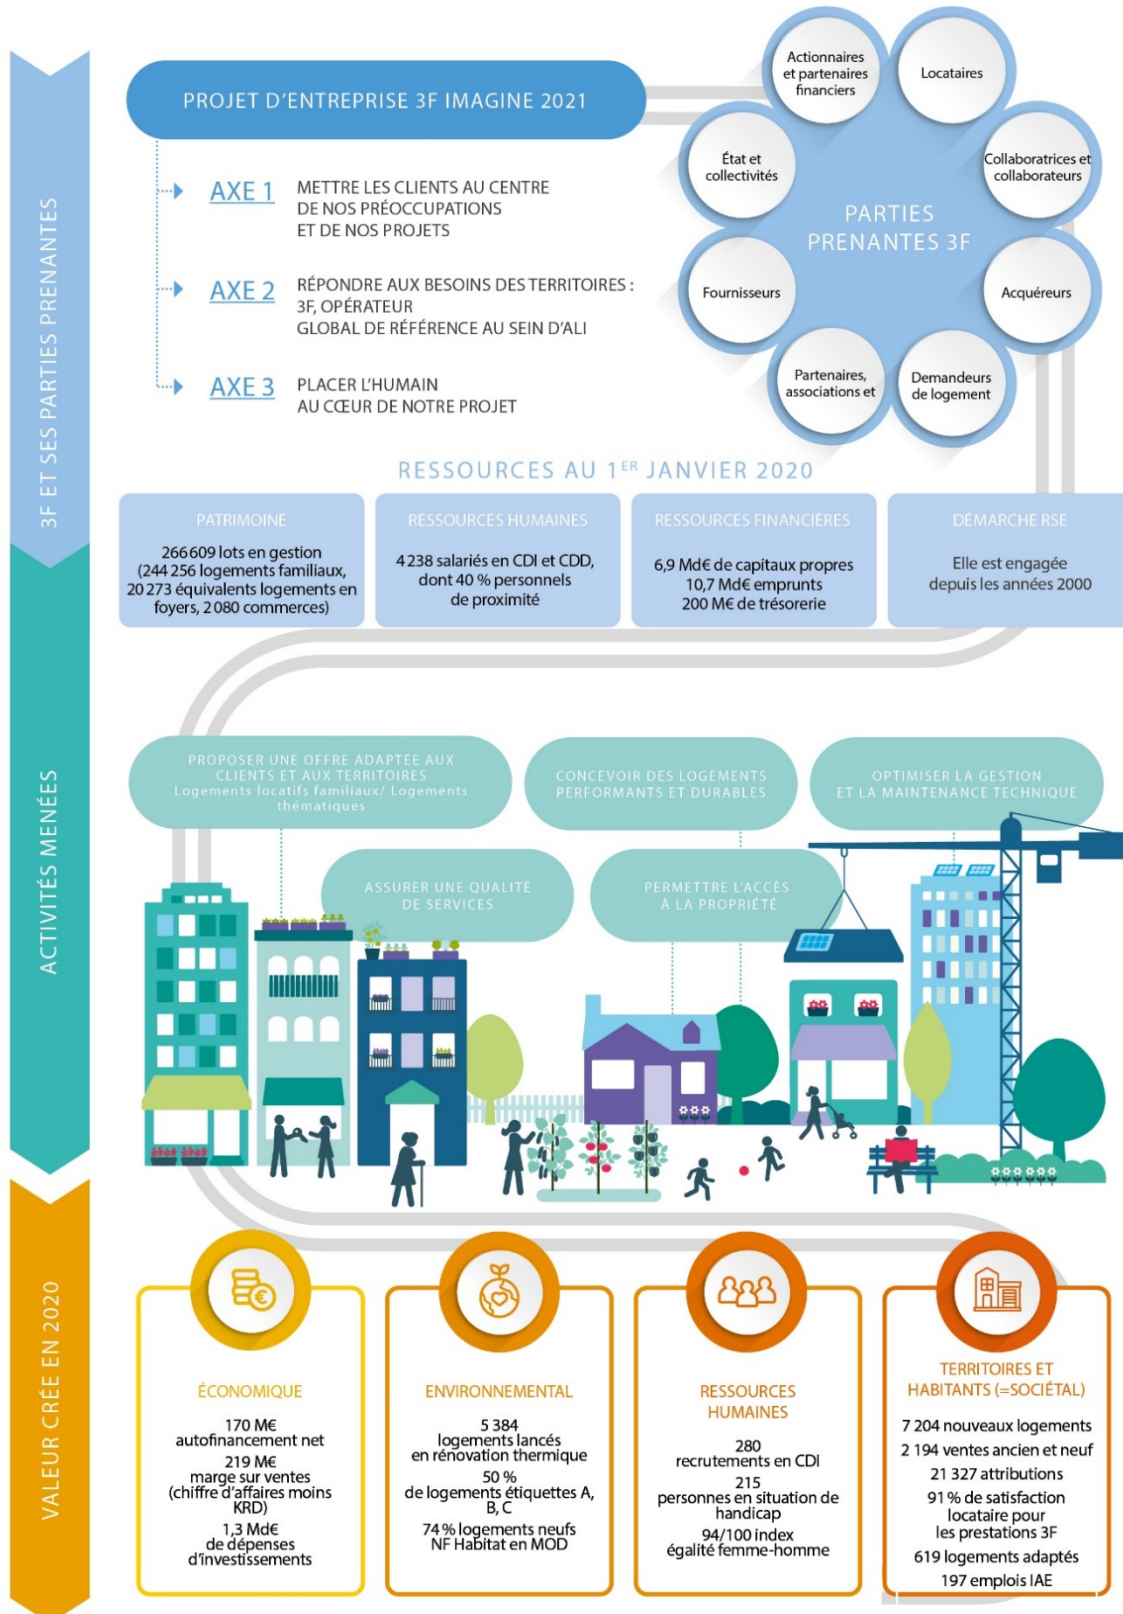 3F ET SES PARTIES PRENANTES
PROJET D'ENTREPRISE 3F IMAGINE 2021
AXE 1
METTRE LES CLIENTS AU CENTRE
DE NOS PRÉOCCUPATIONS
ET DE NOS PROJETS
AXE 2
RÉPONDRE AUX BESOINS DES TERRITOIRES :
3F, OPÉRATEUR
GLOBAL DE RÉFÉRENCE AU SEIN D'ALI
AXE 3
PLACER L'HUMAIN
AU CŒUR DE NOTRE PROJET
PARTIES
PRENANTES 3F
Actionnaires
et partenaires
financiers
Locataires
Collaboratrices et
collaborateurs
Acquéreurs
Demandeurs
de logement
Partenaires,
associations et
Fournisseurs
État et
collectivités
RESSOURCES AU 1ER JANVIER 2020
PATRIMOINE
266 609 lots en gestion
(244 256 logements familiaux,
20 273 équivalents logements en
foyers, 2 080 commerces)
RESSOURCES HUMAINES
4 238 salariés en CDI et CDD,
dont 40 % personnels
de proximité
RESSOURCES FINANCIÈRES
6,9 Md€ de capitaux propres
10,7 Md€ emprunts
200 M€ de trésorerie
DÉMARCHE RSE
Elle est engagée
depuis les années 2000
ACTIVITÉS MENÉES
PROPOSER UNE OFFRE ADAPTÉE AUX
CLIENTS ET AUX TERRITOIRES
Logements locatifs familiaux/ Logements
thématiques
CONCEVOIR DES LOGEMENTS
PERFORMANTS ET DURABLES
OPTIMISER LA GESTION
ET LA MAINTENANCE TECHNIQUE
ASSURER UNE QUALITÉ
DE SERVICES
PERMETTRE L'ACCÈS
À LA PROPRIÉTÉ
VALEUR CRÉE EN 2020
ÉCONOMIQUE
170 M€
autofinancement net
219 M€
marge sur ventes
(chiffre d'affaires moins
KRD)
1,3 Md€
de dépenses
d'investissements
ENVIRONNEMENTAL
5 384
logements lancés
en rénovation thermique
50 %
de logements étiquettes A,
B, C
74 % logements neufs
NF Habitat en MOD
RESSOURCES
HUMAINES
280
recrutements en CDI
215
personnes en situation de
handicap
94/100 index
égalité femme-homme
TERRITOIRES ET
HABITANTS (=SOCIÉTAL)
7 204 nouveaux logements
2 194 ventes ancien et neuf
21 327 attributions
91 % de satisfaction
locataire pour
les prestations 3F
619 logements adaptés
197 emplois IAE